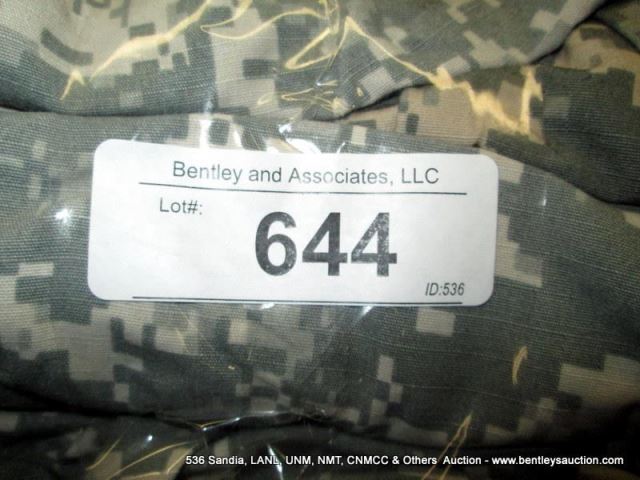 Bentley and Associates, LLC
Lot#:
644
ID:536
536 Sandia, LANL, UNM, NMT, CNMCC & Others Auction - www.bentleysauction.com